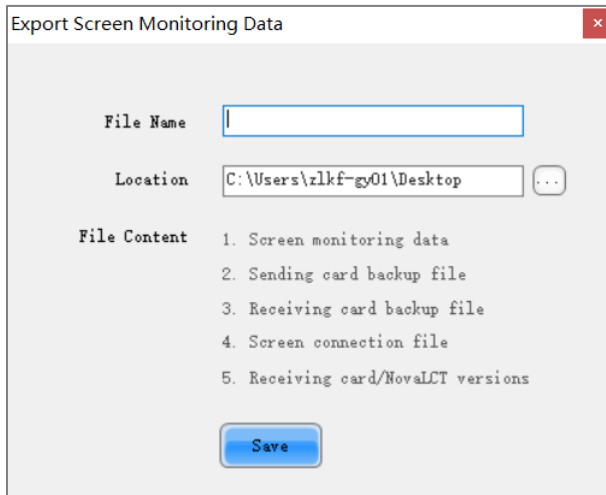 Export Screen Monitoring Data
File Name
Location C:\Users\zlkf-gy01\Desktop ...
File Content 1. Screen monitoring data
2. Sending card backup file
3. Receiving card backup file
4. Screen connection file
5. Receiving card/NovaLCT versions
Save